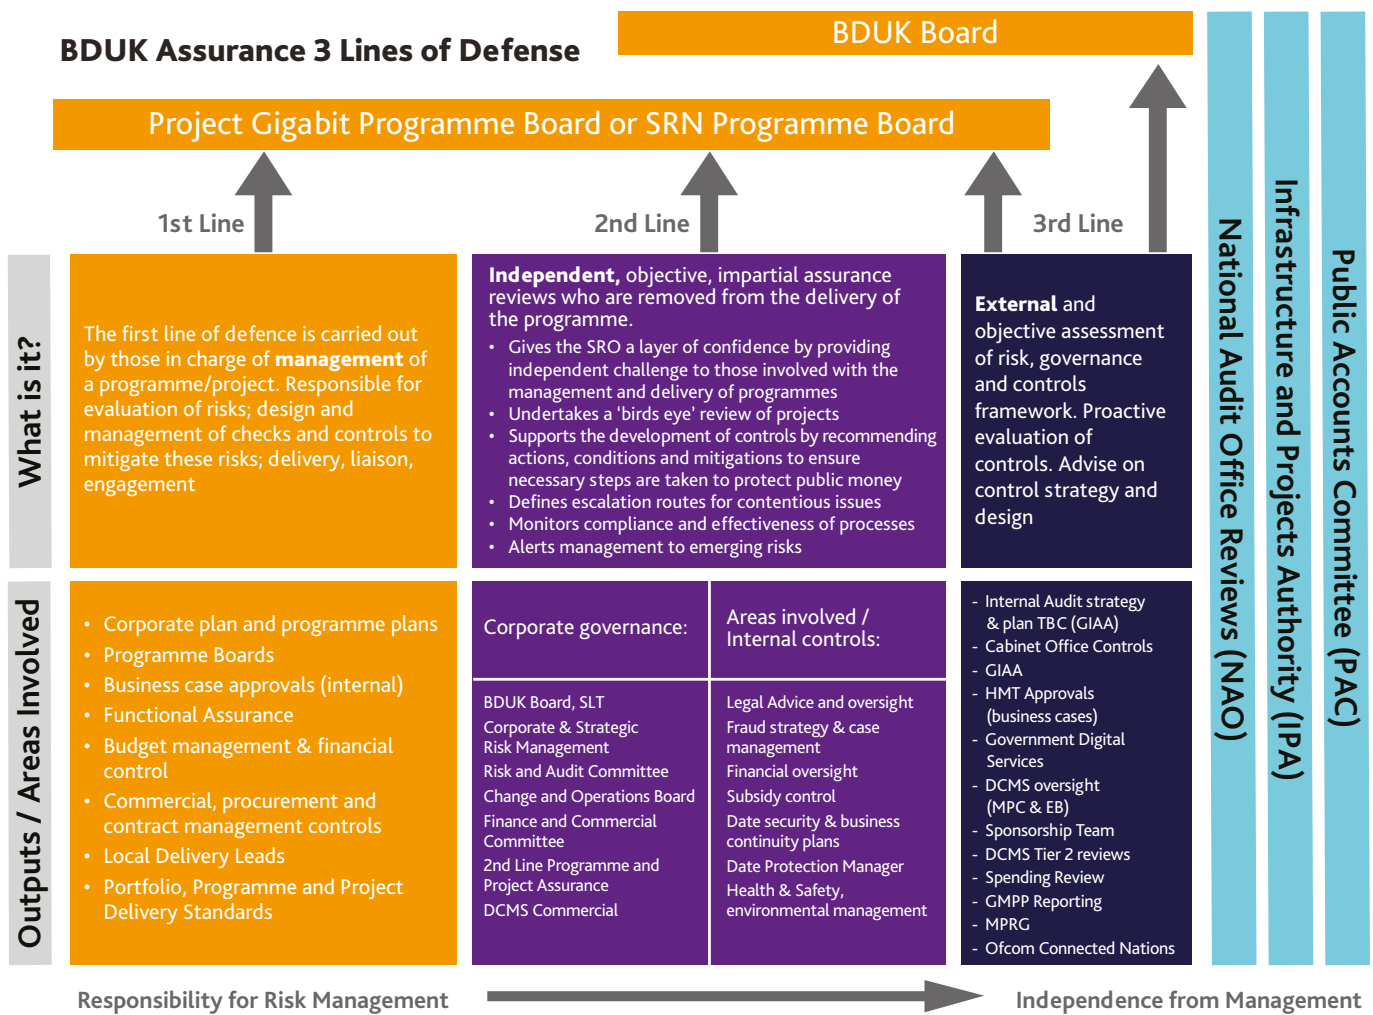 BDUK Assurance 3 Lines of Defense
BDUK Board
Project Gigabit Programme Board or SRN Programme Board
1st Line
2nd Line
3rd Line
What is it?
The first line of defence is carried out
by those in charge of management of
a programme/project. Responsible for
evaluation of risks; design and
management of checks and controls to
mitigate these risks; delivery, liaison,
engagement
Independent, objective, impartial assurance
reviews who are removed from the delivery of
the programme.
• Gives the SRO a layer of confidence by providing
independent challenge to those involved with the
management and delivery of programmes
• Undertakes a 'birds eye' review of projects
• Supports the development of controls by recommending
actions, conditions and mitigations to ensure
necessary steps are taken to protect public money
• Defines escalation routes for contentious issues
• Monitors compliance and effectiveness of processes
• Alerts management to emerging risks
External and
objective assessment
of risk, governance
and controls
framework. Proactive
evaluation of
controls. Advise on
control strategy and
design
Outputs / Areas Involved
• Corporate plan and programme plans
• Programme Boards
• Business case approvals (internal)
• Functional Assurance
• Budget management & financial
control
• Commercial, procurement and
contract management controls
• Local Delivery Leads
• Portfolio, Programme and Project
Delivery Standards
Corporate governance:
BDUK Board, SLT
Corporate & Strategic
Risk Management
Risk and Audit Committee
Change and Operations Board
Finance and Commercial
Committee
2nd Line Programme and
Project Assurance
DCMS Commercial
Areas involved /
Internal controls:
Legal Advice and oversight
Fraud strategy & case
management
Financial oversight
Subsidy control
Date security & business
continuity plans
Date Protection Manager
Health & Safety,
environmental management
- Internal Audit strategy
& plan TBC (GIAA)
- Cabinet Office Controls
- GIAA
- HMT Approvals
(business cases)
- Government Digital
Services
- DCMS oversight
(MPC & EB)
- Sponsorship Team
- DCMS Tier 2 reviews
- Spending Review
- GMPP Reporting
- MPRG
- Ofcom Connected Nations
National Audit Office Reviews (NAO)
Infrastructure and Projects Authority (IPA)
Public Accounts Committee (PAC)
Responsibility for Risk Management
Independence from Management